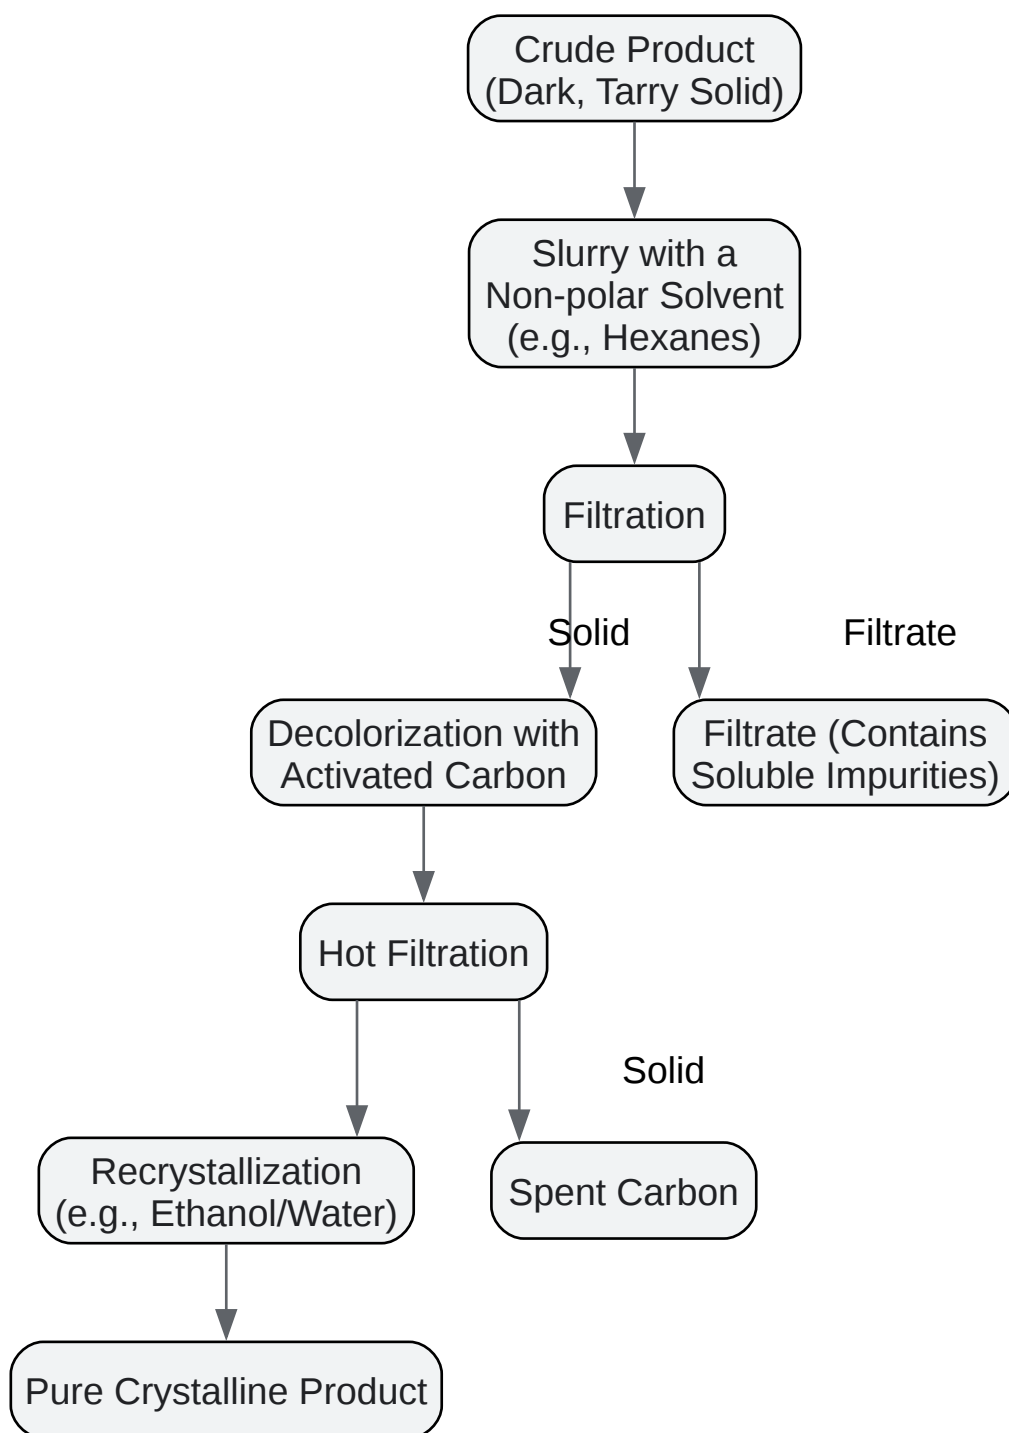 Crude Product
(Dark, Tarry Solid)
Slurry with a
Non-polar Solvent
(e.g., Hexanes)
Filtration
Solid
Filtrate
Decolorization with
Activated Carbon
Filtrate (Contains
Soluble Impurities)
Hot Filtration
Solid
Recrystallization
(e.g., Ethanol/Water)
Spent Carbon
Pure Crystalline Product